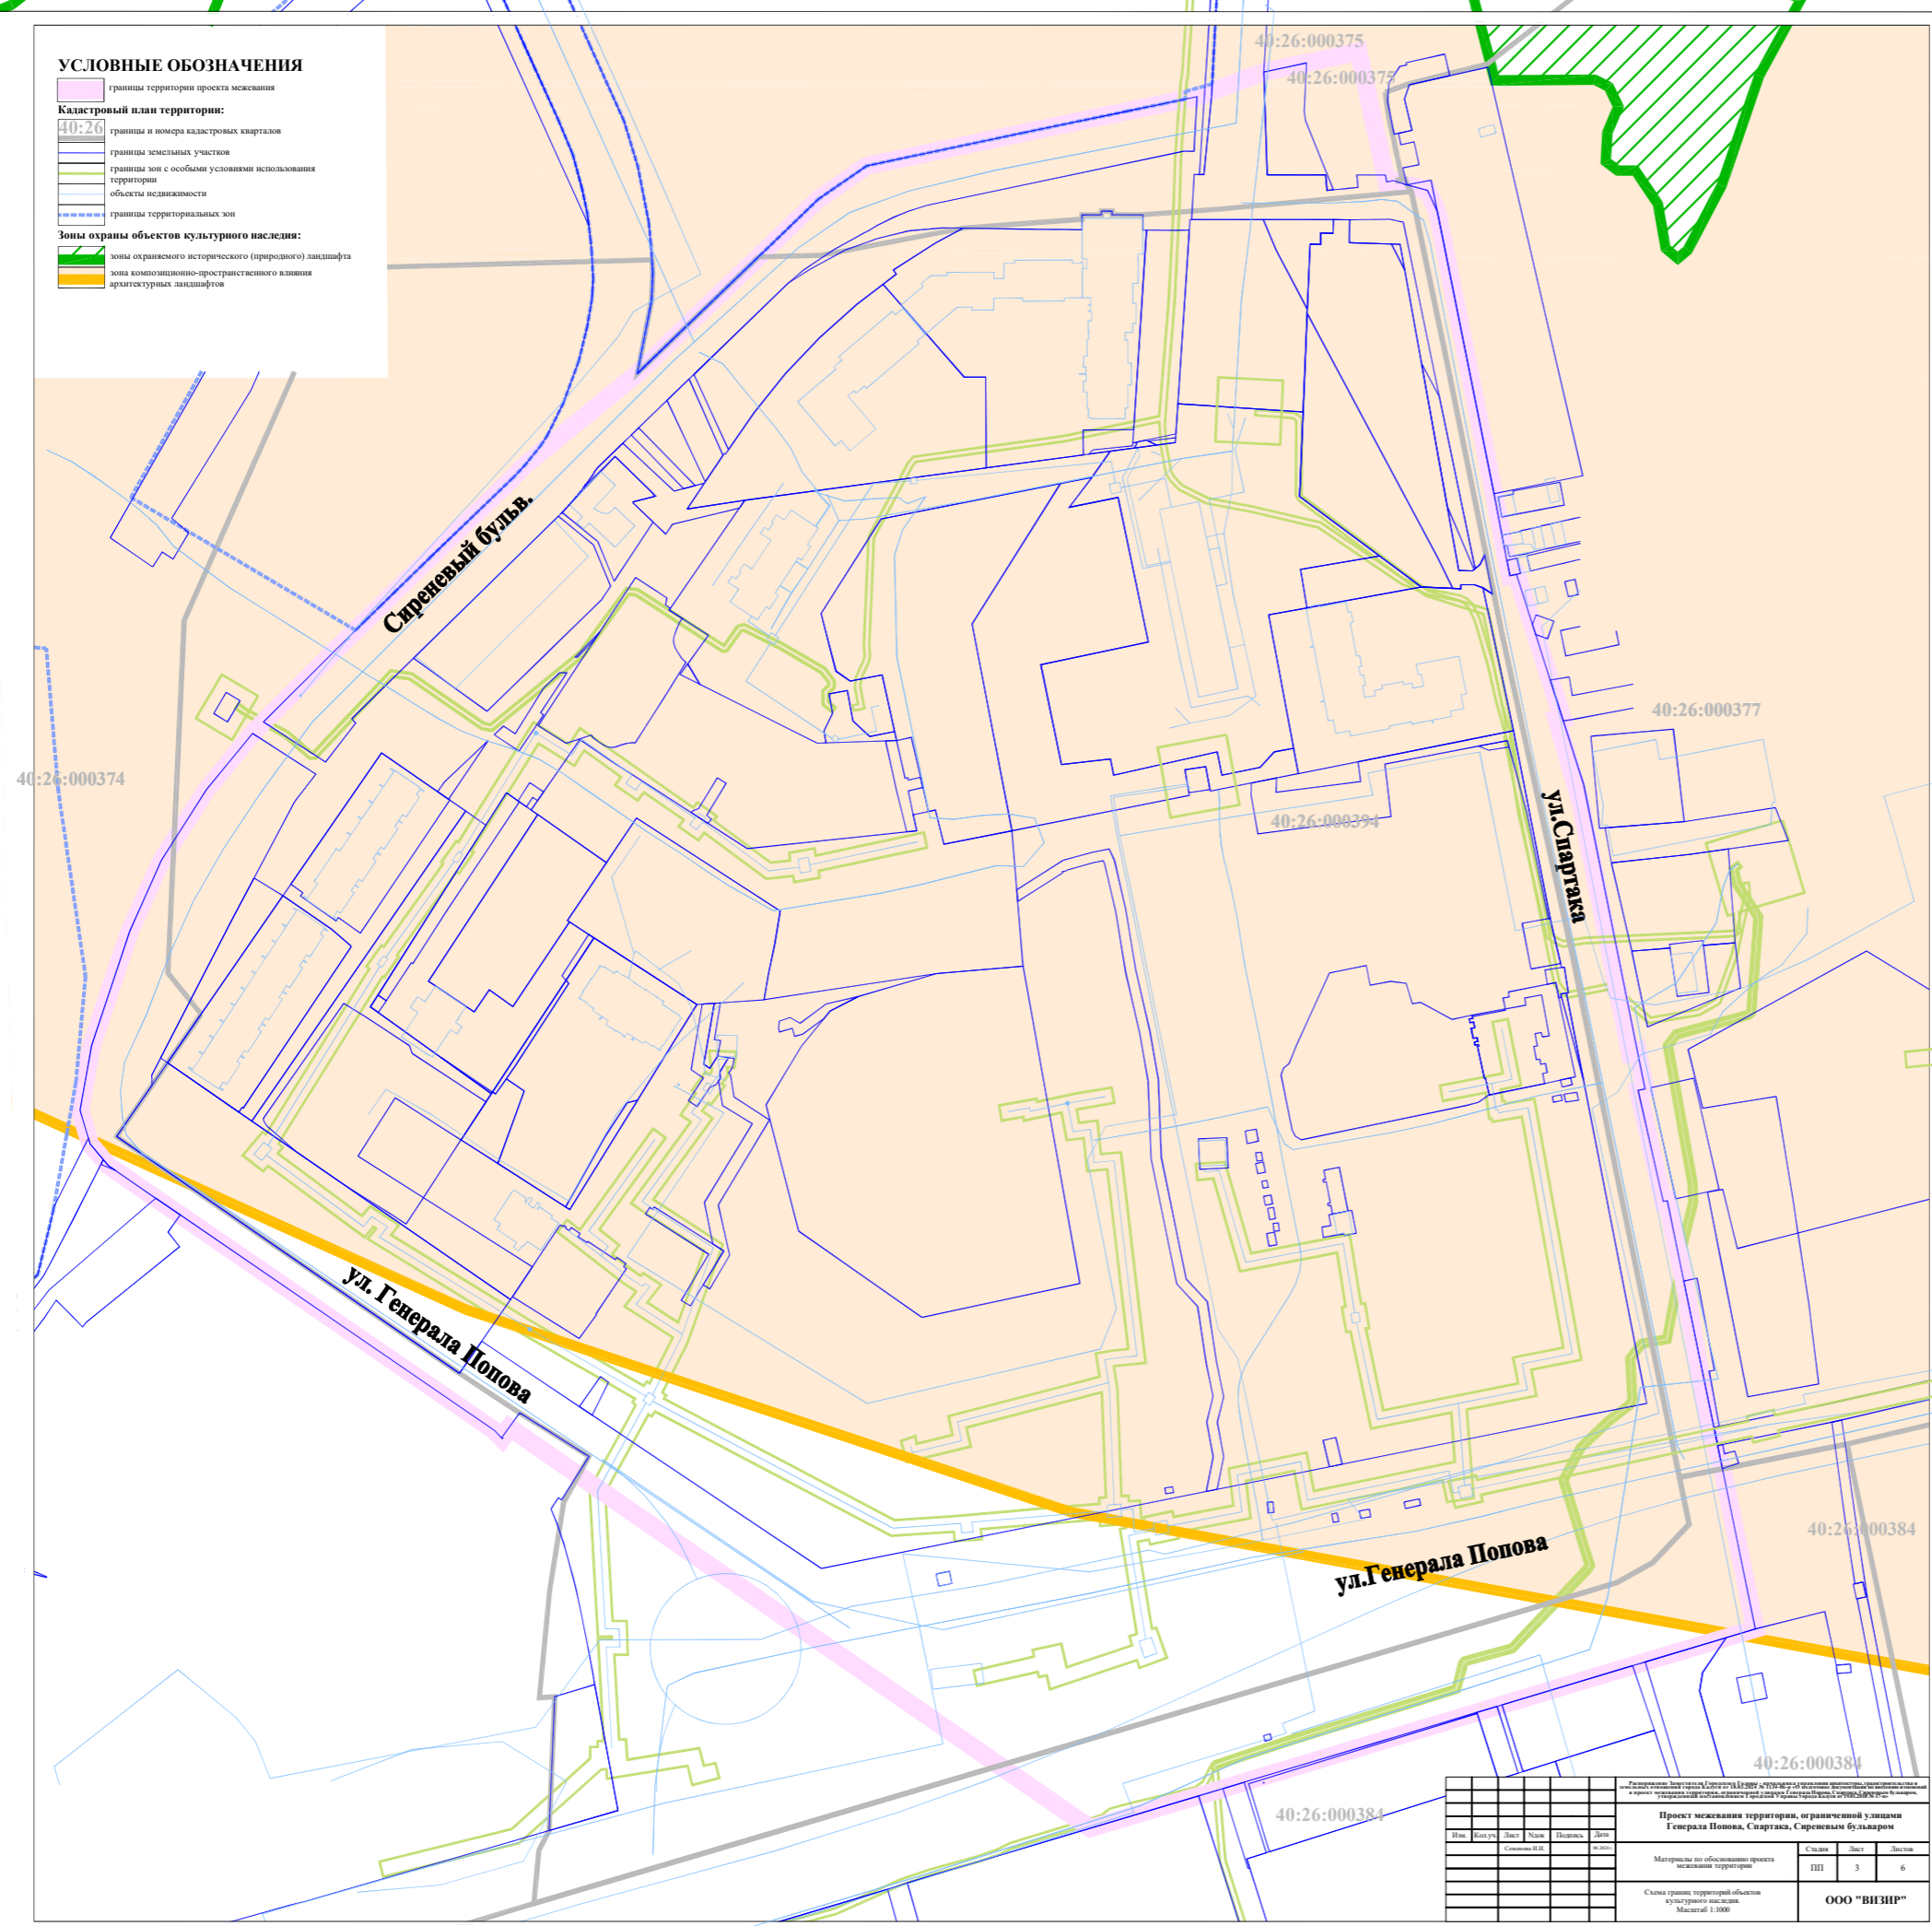 УСЛОВНЫЕ ОБОЗНАЧЕНИЯ
границы территории проекта межевания
Кадастровый план территории:
40:26
границы и номера кадастровых кварталов
границы земельных участков
границы зон с особыми условиями использования
территории
объекты недвижимости
границы территориальных зон
Зоны охраны объектов культурного наследия:
зоны охраняемого исторического (природного) ландшафта
зона композиционно-пространственного влияния
архитектурных ландшафтов
40:26:000375
40:26:000375
Сиреневый бульв.
40:26:000377
40:26:000374
40:26:000394
ул.Спартака
ул. Генерала Попова
ул.Генерала Попова
40:26:000384
40:26:000384
40:26:000384
Проект межевания территории, ограниченной улицами
Генерала Попова, Спартака, Сиреневым бульваром
Изм. Кол.уч. Лист №док Подпись Дата
Семенова И.И.
Материалы по обоснованию проекта
межевания территории
Стадия Лист Листов
ПП 3 6
Схема границ территорий объектов
культурного наследия.
Масштаб 1:1000
ООО "ВИЗИР"